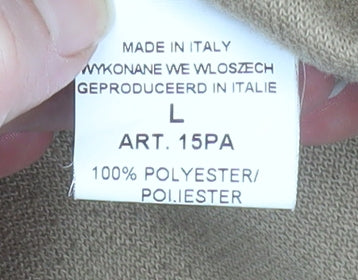 MADE IN ITALY
WYKONANE WE WLOSZECH
GEPRODUCEERD IN ITALIE
L
ART. 15PA
100% POLYESTER/
POLIESTER